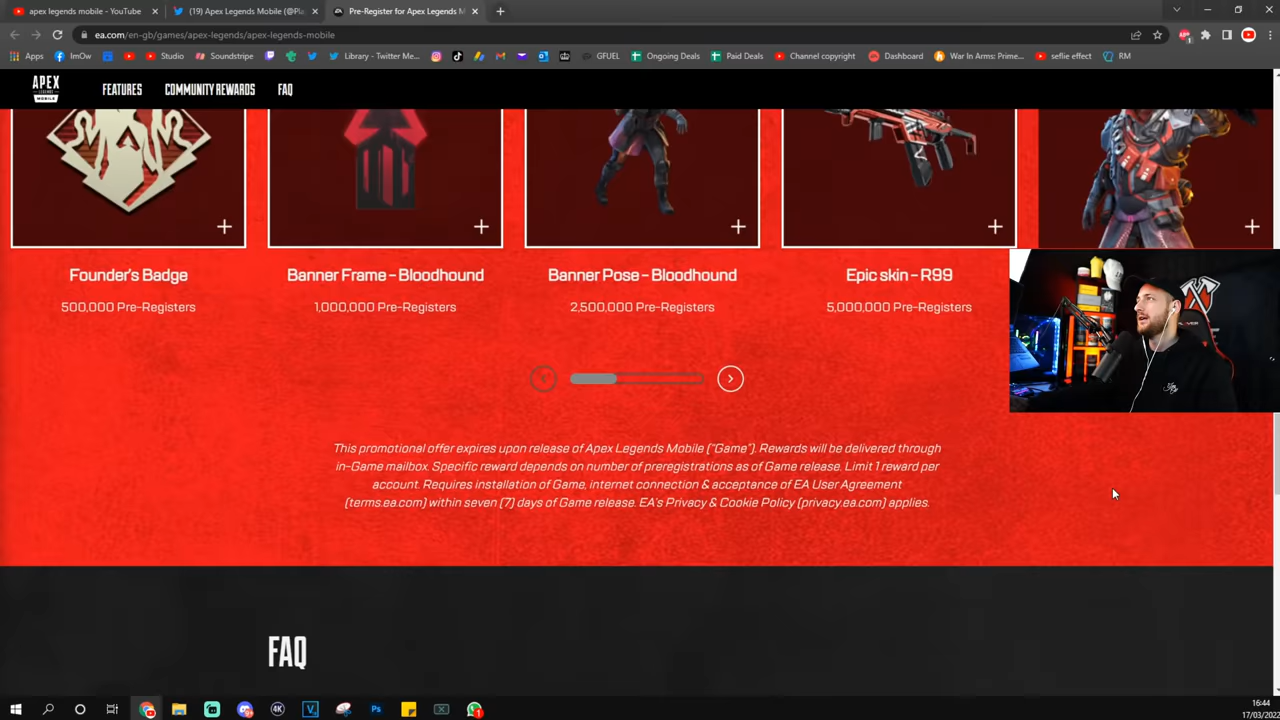 apex legends mobile - YouTube
(19) Apex Legends Mobile (@Pla
Pre-Register for Apex Legends M
ea.com/en-gb/games/apex-legends/apex-legends-mobile
Apps
ImOw
Studio
Soundstripe
Library - Twitter Me...
GFUEL
Ongoing Deals
Paid Deals
Channel copyright
Dashboard
War In Arms: Prime...
seflie effect
RM
APEX
LEGENDS
MOBILE
FEATURES
COMMUNITY REWARDS
FAQ
Founder's Badge
500,000 Pre-Registers
Banner Frame – Bloodhound
1,000,000 Pre-Registers
Banner Pose – Bloodhound
2,500,000 Pre-Registers
Epic skin – R99
5,000,000 Pre-Registers
This promotional offer expires upon release of Apex Legends Mobile ("Game"). Rewards will be delivered through
in-Game mailbox. Specific reward depends on number of preregistrations as of Game release. Limit 1 reward per
account. Requires installation of Game, internet connection & acceptance of EA User Agreement
(terms.ea.com) within seven (7) days of Game release. EA's Privacy & Cookie Policy (privacy.ea.com) applies.
FAQ
16:44
17/03/2022